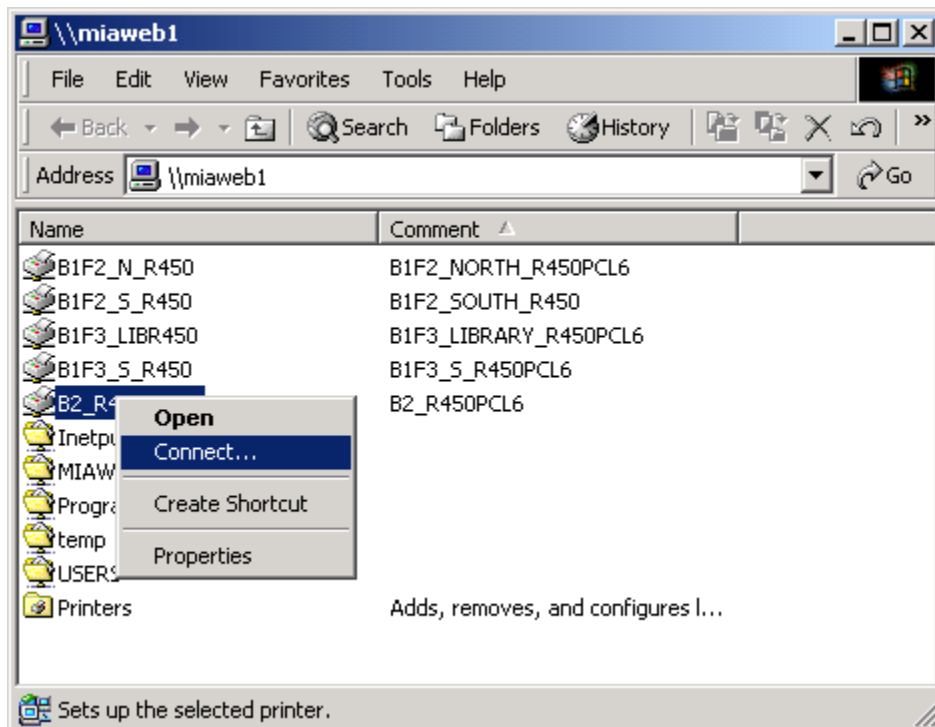 \\miaweb1
File Edit View Favorites Tools Help
Back Search Folders History »
Address \\miaweb1 Go
Name Comment
B1F2_N_R450 B1F2_NORTH_R450PCL6
B1F2_S_R450 B1F2_SOUTH_R450
B1F3_LIBR450 B1F3_LIBRARY_R450PCL6
B1F3_S_R450 B1F3_S_R450PCL6
B2_R4 B2_R450PCL6
Open
Inetpu
Connect...
MIAW
Progra Create Shortcut
temp
Properties
USERS
Printers Adds, removes, and configures l...
Sets up the selected printer.